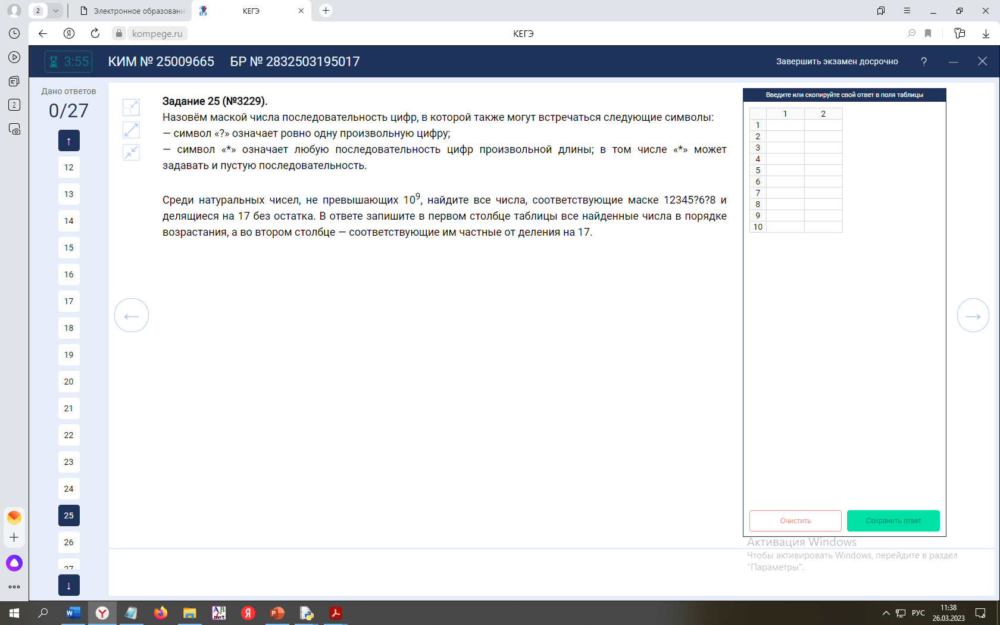 2
Электронное образовани
КЕГЭ
kompege.ru
КЕГЭ
3:55
КИМ № 25009665
БР № 2832503195017
Завершить экзамен досрочно
?
Дано ответов
0/27
↑
12
13
14
15
16
17
18
19
20
21
22
23
24
25
26
27
↓
Задание 25 (№3229).
Назовём маской числа последовательность цифр, в которой также могут встречаться следующие символы:
— символ «?» означает ровно одну произвольную цифру;
— символ «*» означает любую последовательность цифр произвольной длины; в том числе «*» может
задавать и пустую последовательность.
Среди натуральных чисел, не превышающих 10⁹, найдите все числа, соответствующие маске 12345?6?8 и
делящиеся на 17 без остатка. В ответе запишите в первом столбце таблицы все найденные числа в порядке
возрастания, а во втором столбце — соответствующие им частные от деления на 17.
←
→
Введите или скопируйте свой ответ в поля таблицы
1 2
1
2
3
4
5
6
7
8
9
10
Очистить
Сохранить ответ
Активация Windows
Чтобы активировать Windows, перейдите в раздел
"Параметры".
РУС
11:38
26.03.2023